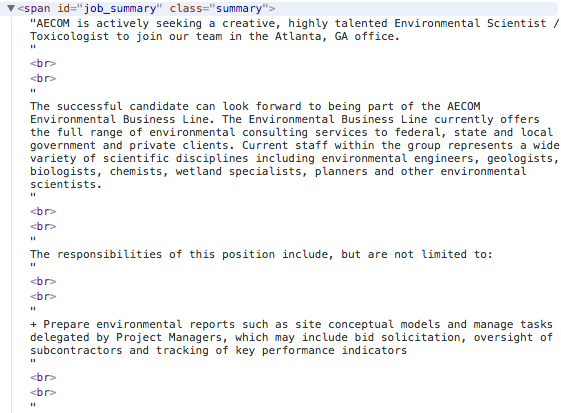 ▼<span id="job_summary" class="summary">
"AECOM is actively seeking a creative, highly talented Environmental Scientist /
Toxicologist to join our team in the Atlanta, GA office.
"
<br>
<br>
"
The successful candidate can look forward to being part of the AECOM
Environmental Business Line. The Environmental Business Line currently offers
the full range of environmental consulting services to federal, state and local
government and private clients. Current staff within the group represents a wide
variety of scientific disciplines including environmental engineers, geologists,
biologists, chemists, wetland specialists, planners and other environmental
scientists.
"
<br>
<br>
"
The responsibilities of this position include, but are not limited to:
"
<br>
<br>
"
+ Prepare environmental reports such as site conceptual models and manage tasks
delegated by Project Managers, which may include bid solicitation, oversight of
subcontractors and tracking of key performance indicators
"
<br>
<br>
"